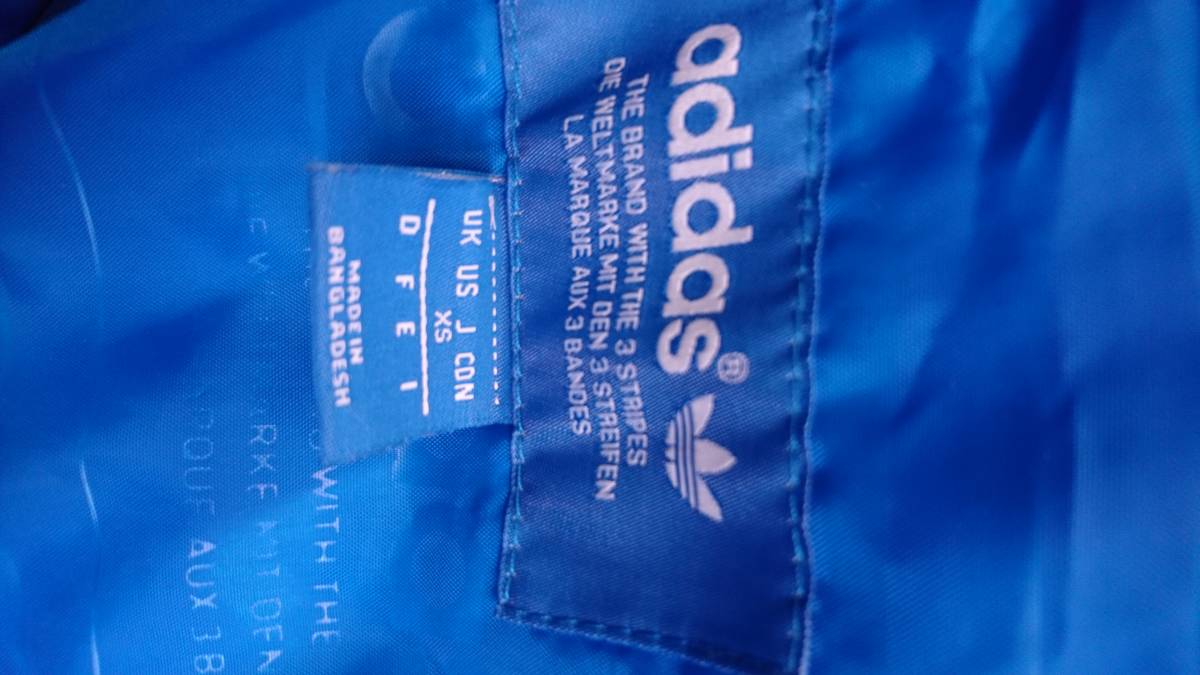 adidas®
THE BRAND WITH THE 3 STRIPES
DIE WELTMARKE MIT DEN 3 STREIFEN
LA MARQUE AUX 3 BANDES
UK US J CDN
XS
D F E I
MADE IN
BANGLADESH
WITH THE
AUX 3 B